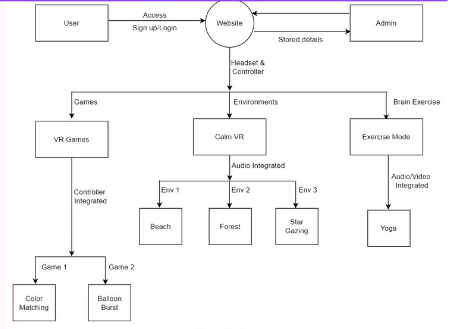 User
Access
Sign up/Login
Website
Stored details
Admin
Headset &
Controller
Games
Environments
Brain Exercise
VR Games
Calm VR
Exercise Mode
Audio Integrated
Controller
Integrated
Audio/Video
Integrated
Env 1
Env 2
Env 3
Beach
Forest
Star
Gazing
Yoga
Game 1
Game 2
Color
Matching
Balloon
Burst